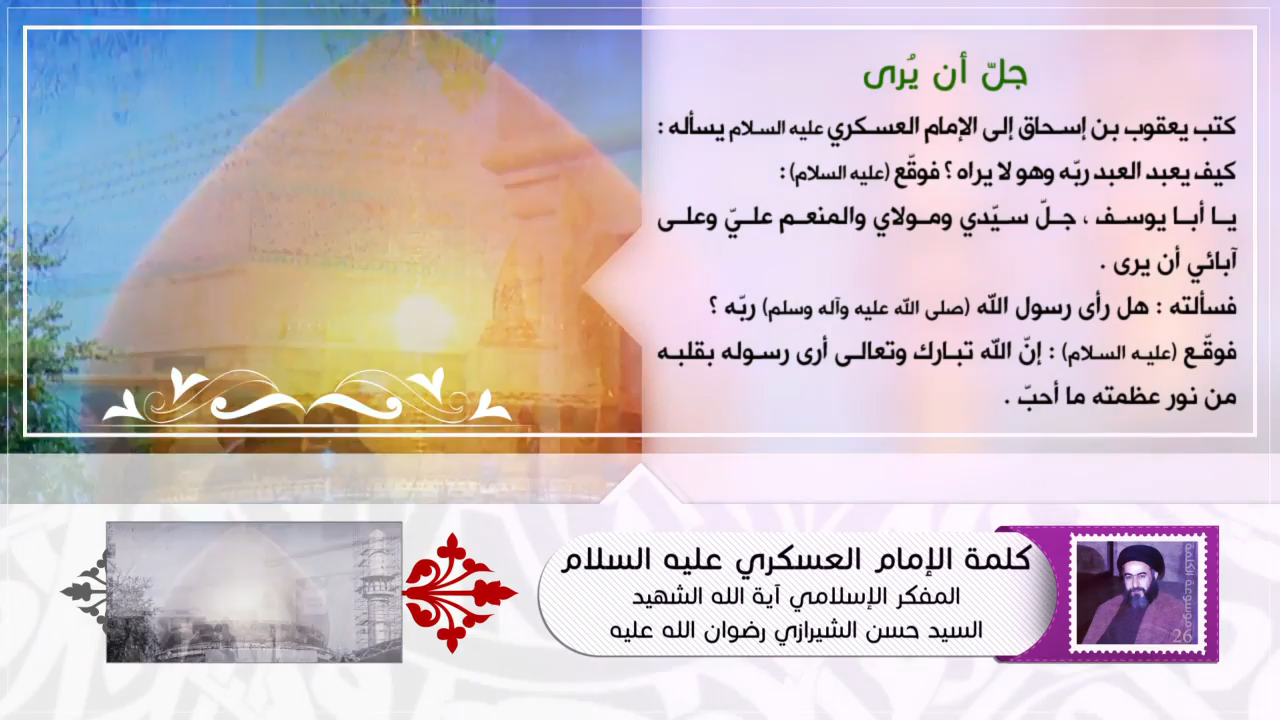 جلّ أن يُرى
كتب يعقوب بن إسحاق إلى الإمام العسكري عليه السلام يسأله :
كيف يعبد العبد ربّه وهو لا يراه ؟ فوقّع (عليه السلام) :
يا أبا يوسف ، جلّ سيّدي ومولاي والمنعم عليّ وعلى
آبائي أن يرى .
فسألته : هل رأى رسول الله (صلى الله عليه وآله وسلم) ربّه ؟
فوقّع (عليه السلام) : إنّ الله تبارك وتعالى أرى رسوله بقلبه
من نور عظمته ما أحبّ .
كلمة الإمام العسكري عليه السلام
المفكر الإسلامي آية الله الشهيد
السيد حسن الشيرازي رضوان الله عليه
موسوعة الكلمة
26